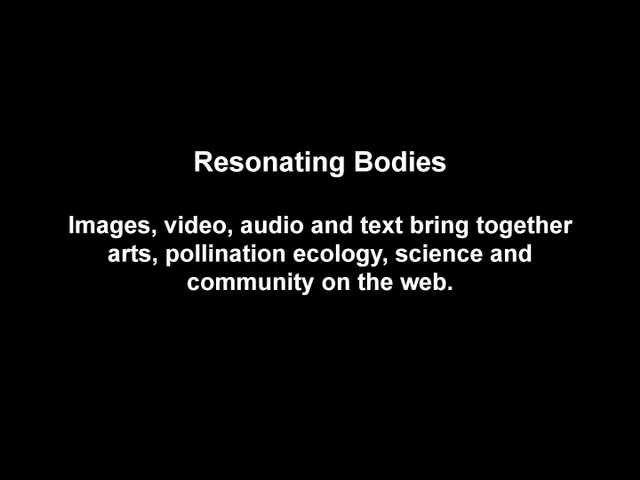 Resonating Bodies
Images, video, audio and text bring together
arts, pollination ecology, science and
community on the web.